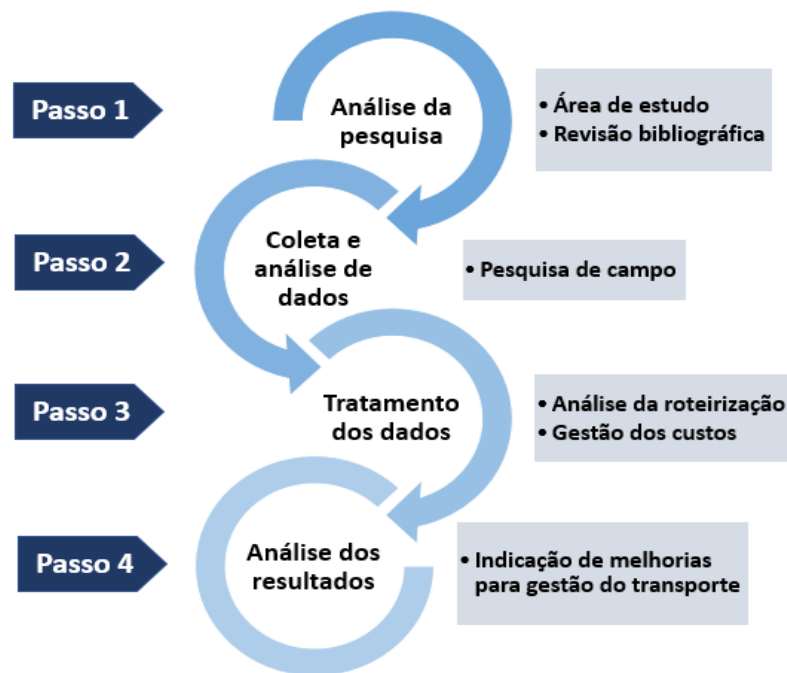 Passo 1
Análise da
pesquisa
• Área de estudo
• Revisão bibliográfica
Passo 2
Coleta e
análise de
dados
• Pesquisa de campo
Passo 3
Tratamento
dos dados
• Análise da roteirização
• Gestão dos custos
Passo 4
Análise dos
resultados
• Indicação de melhorias
para gestão do transporte